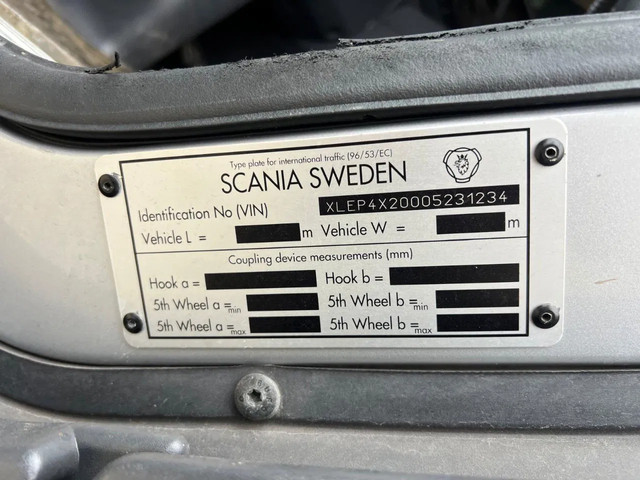 Type plate for international traffic (96/53/EC)
SCANIA SWEDEN
Identification No (VIN) XLEP4X20005231234
Vehicle L = m Vehicle W = m
Coupling device measurements (mm)
Hook a = Hook b =
5th Wheel a = min 5th Wheel b = min
5th Wheel a = max 5th Wheel b = max